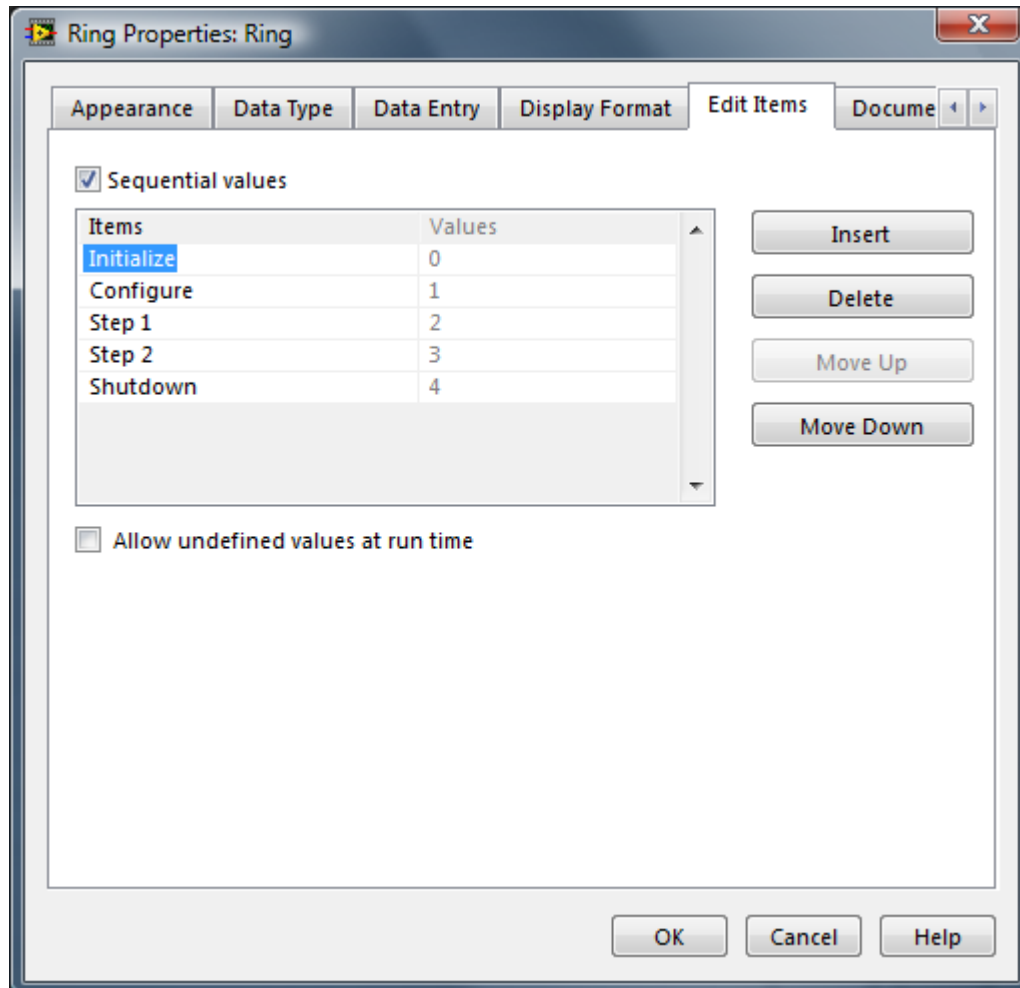 Ring Properties: Ring
Appearance Data Type Data Entry Display Format Edit Items Docume
Sequential values
Items Values
Initialize 0
Configure 1
Step 1 2
Step 2 3
Shutdown 4
Insert
Delete
Move Up
Move Down
Allow undefined values at run time
OK Cancel Help